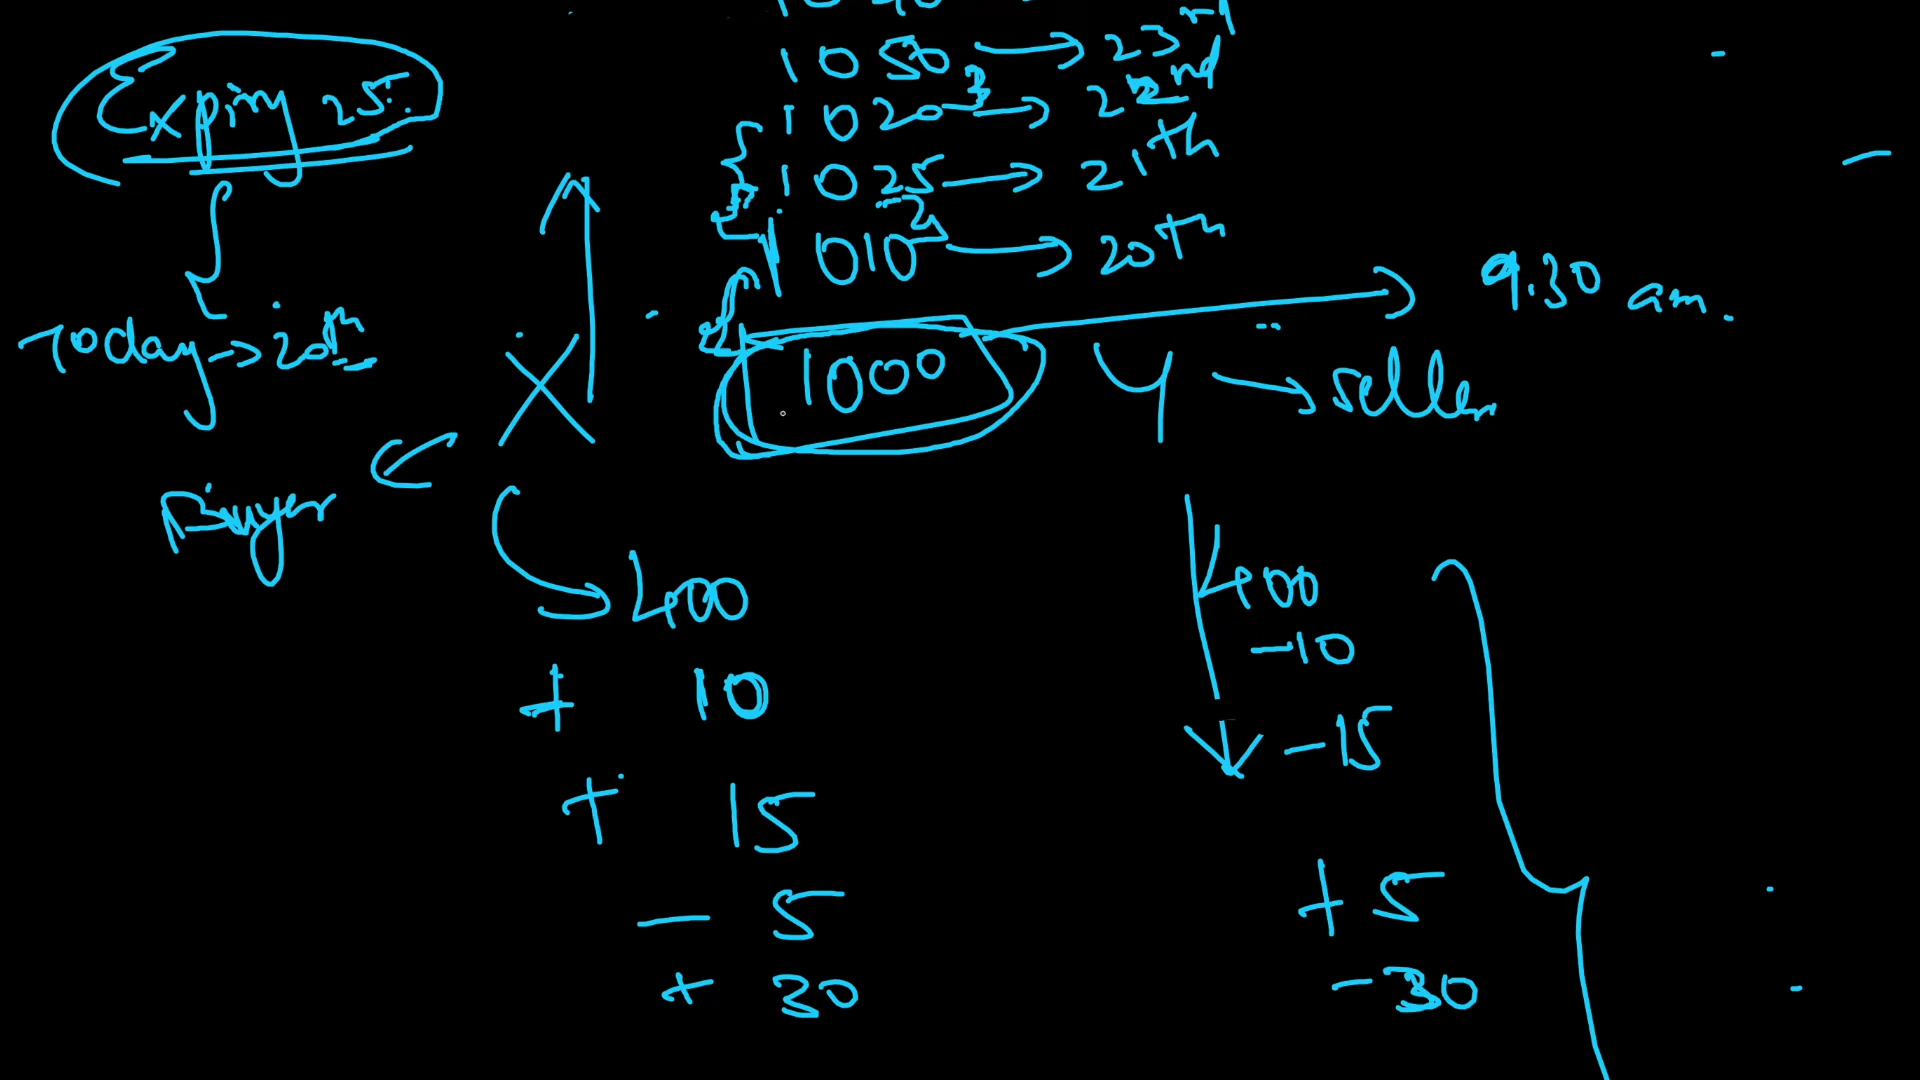 1050 → 23rd
Expiry 25.
1020 → 22nd
1025 → 21th
1010 → 20th
9.30 am.
Today → 20th
X
1000
Y → seller
Buyer
400
400
-10
+ 10
-15
+ 15
- 5
+ 5
+ 30
-30